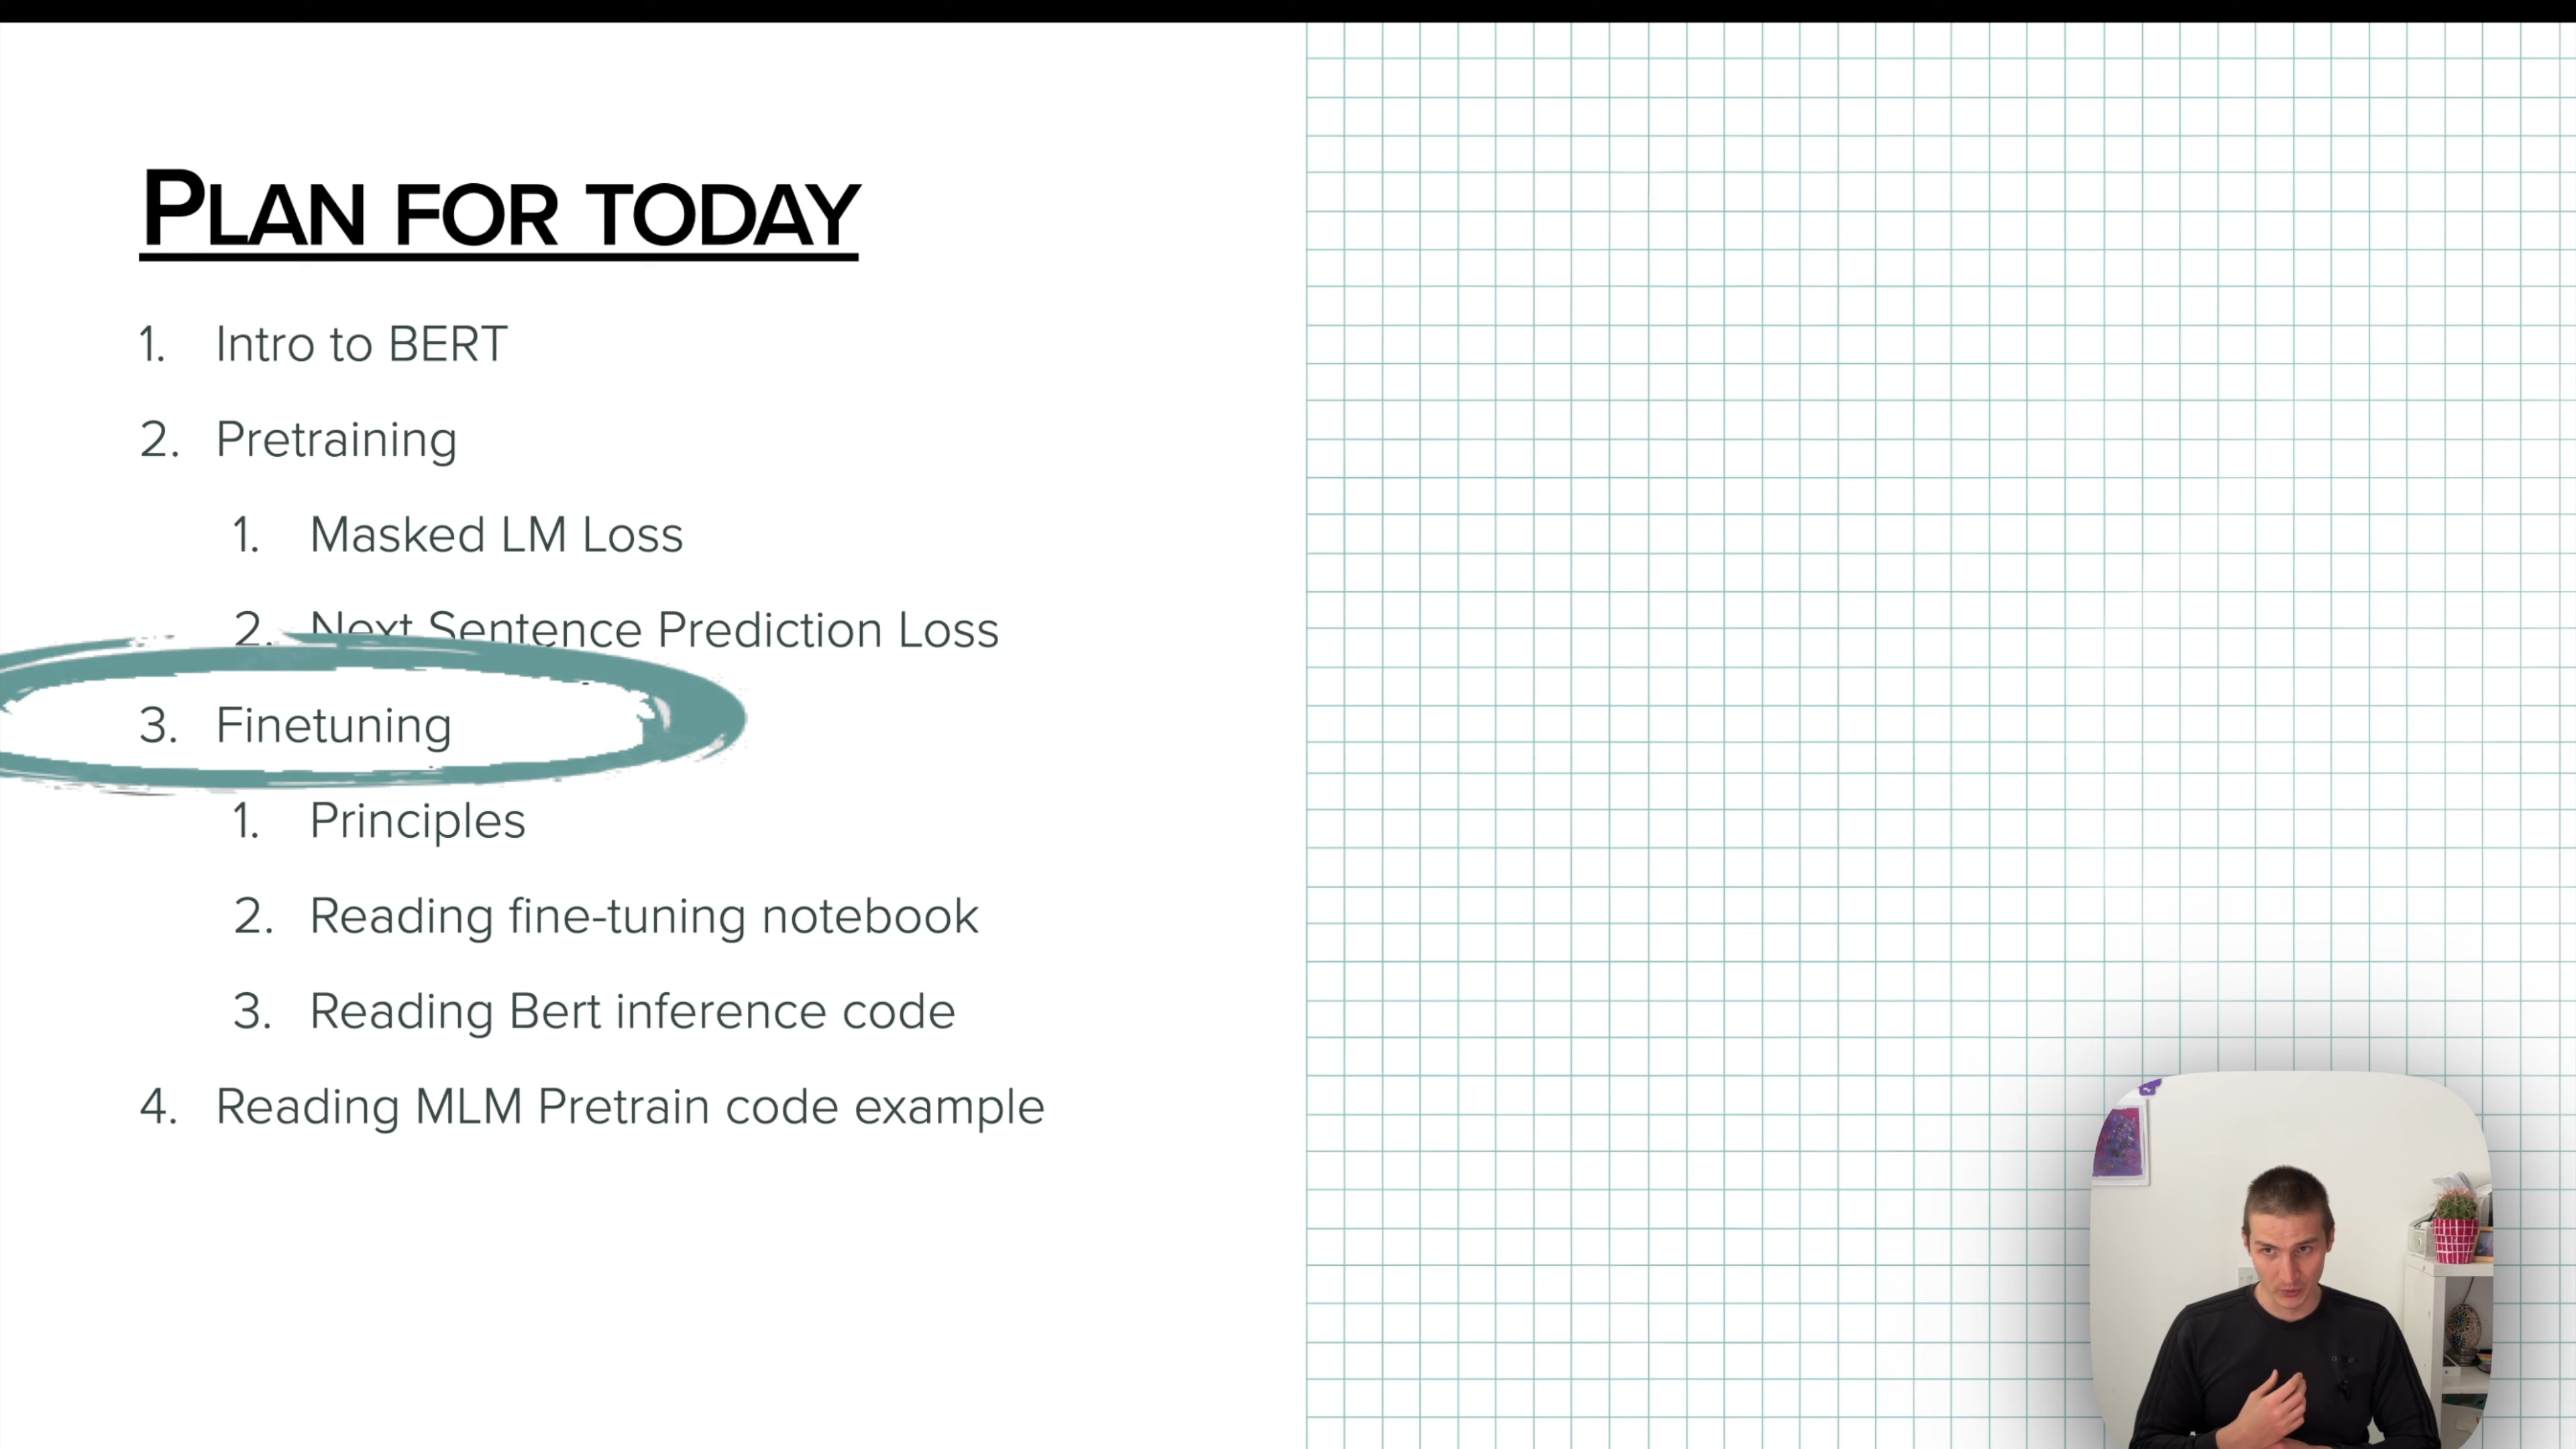 PLAN FOR TODAY
1. Intro to BERT
2. Pretraining
1. Masked LM Loss
2. Next Sentence Prediction Loss
3. Finetuning
1. Principles
2. Reading fine-tuning notebook
3. Reading Bert inference code
4. Reading MLM Pretrain code example